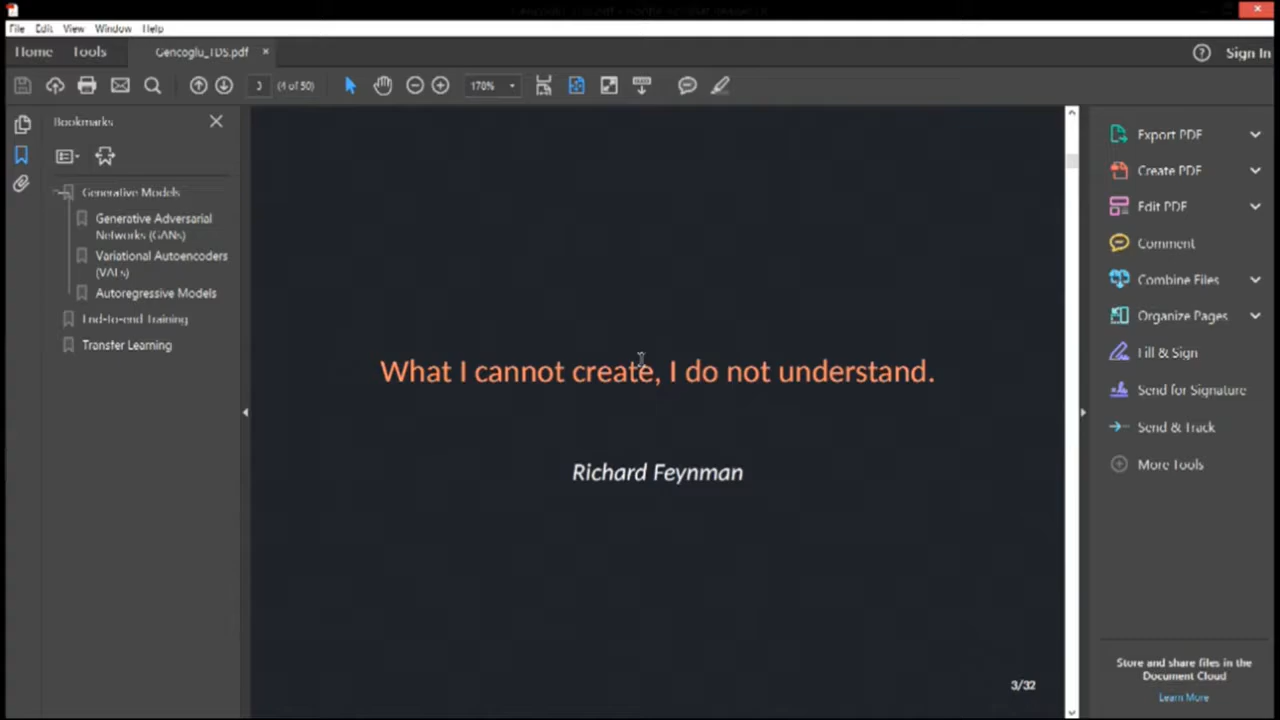 File Edit View Window Help
Home Tools Gencoglu_TDS.pdf × Sign In
3 (4 of 50) 178%
Bookmarks
Generative Models
Generative Adversarial
Networks (GANs)
Variational Autoencoders
(VAEs)
Autoregressive Models
End-to-end Training
Transfer Learning
What I cannot create, I do not understand.
Richard Feynman
3/32
Export PDF
Create PDF
Edit PDF
Comment
Combine Files
Organize Pages
Fill & Sign
Send for Signature
Send & Track
More Tools
Store and share files in the
Document Cloud
Learn More